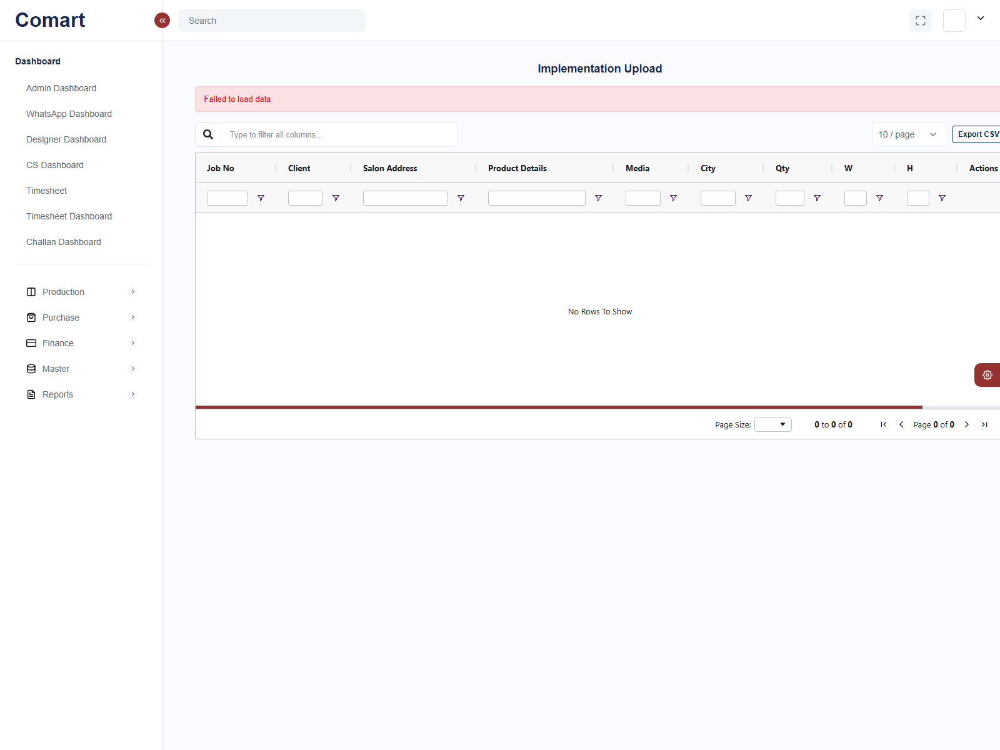 Comart
Search
Dashboard
Admin Dashboard
WhatsApp Dashboard
Designer Dashboard
CS Dashboard
Timesheet
Timesheet Dashboard
Challan Dashboard
Production
Purchase
Finance
Master
Reports
Implementation Upload
Failed to load data
Type to filter all columns...
10 / page
Export CSV
Job No Client Salon Address Product Details Media City Qty W H Actions
No Rows To Show
Page Size: 0 to 0 of 0 Page 0 of 0